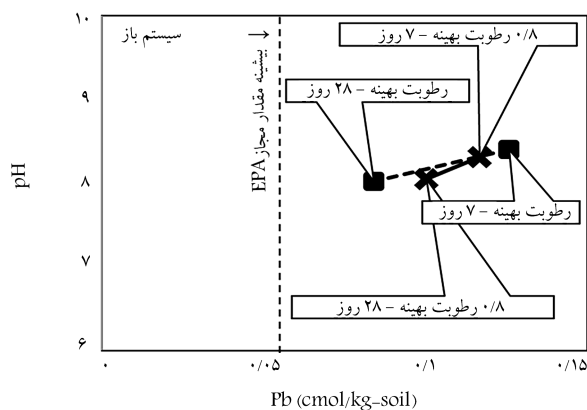 ۱۰
سیستم باز
بیشینه مقدار مجاز EPA
۰/۸ رطوبت بهینه - ۷ روز
۹
رطوبت بهینه - ۲۸ روز
pH
۸
رطوبت بهینه - ۷ روز
۷
۰/۸ رطوبت بهینه - ۲۸ روز
۶
۰ ۰/۰۵ ۰/۱ ۰/۱۵
Pb (cmol/kg-soil)